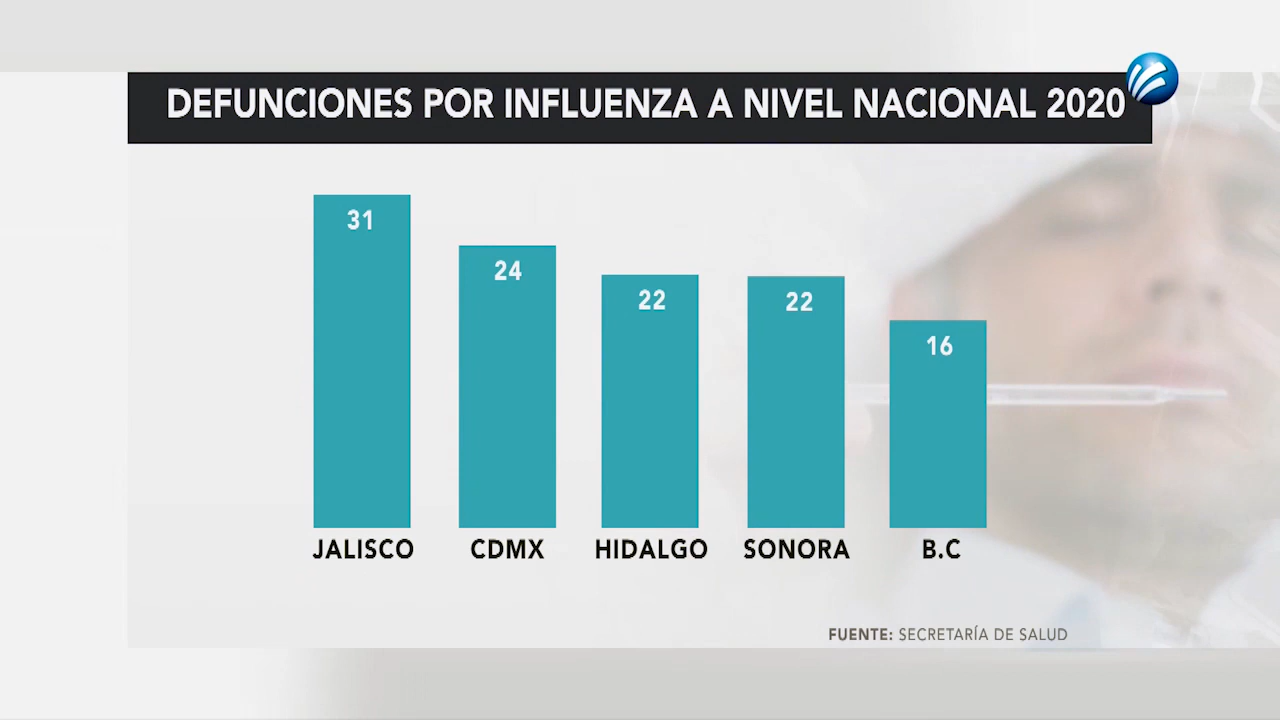 DEFUNCIONES POR INFLUENZA A NIVEL NACIONAL 2020
31
24
22
22
16
JALISCO
CDMX
HIDALGO
SONORA
B.C
FUENTE: SECRETARÍA DE SALUD